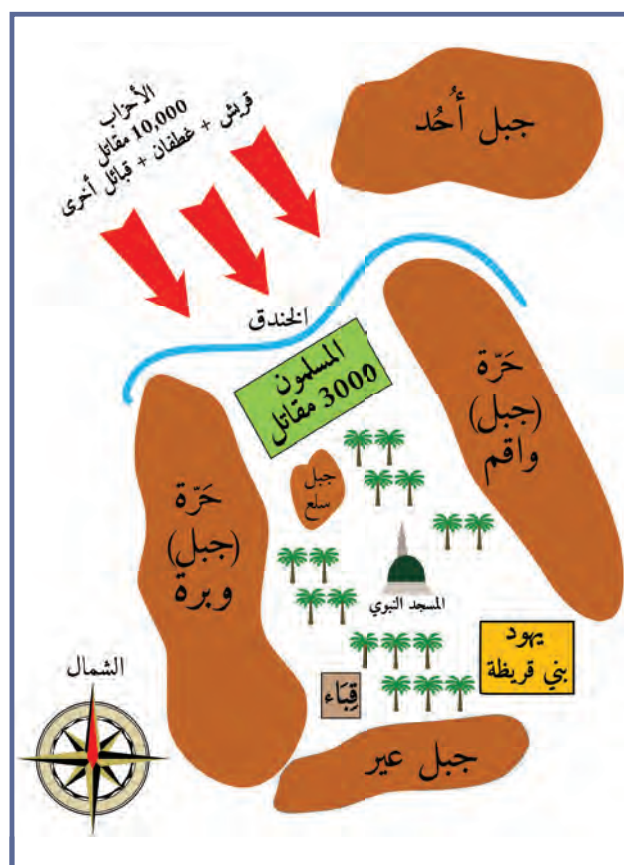 الأحزاب
10,000 مقاتل
قريش + غطفان + قبائل أخرى
جبل أُحُد
الخندق
المسلمون
3000 مقاتل
حَرّة
(جبل)
واقم
جبل
سلع
حَرّة
(جبل)
وبرة
المسجد النبوي
يهود
بني قريظة
قِبَاء
الشمال
جبل عير